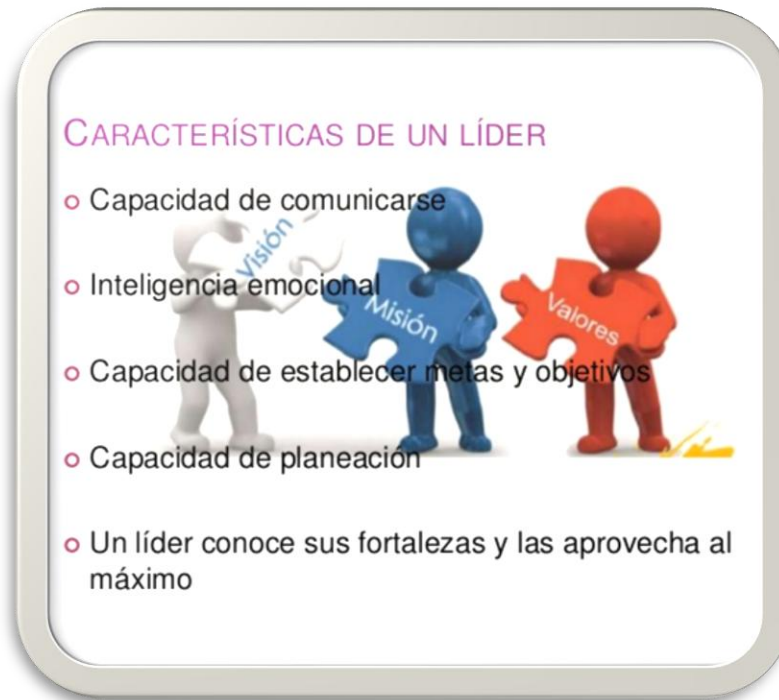 CARACTERÍSTICAS DE UN LÍDER
Capacidad de comunicarse
Visión
Inteligencia emocional
Misión
Valores
Capacidad de establecer metas y objetivos
Capacidad de planeación
Un líder conoce sus fortalezas y las aprovecha al
máximo